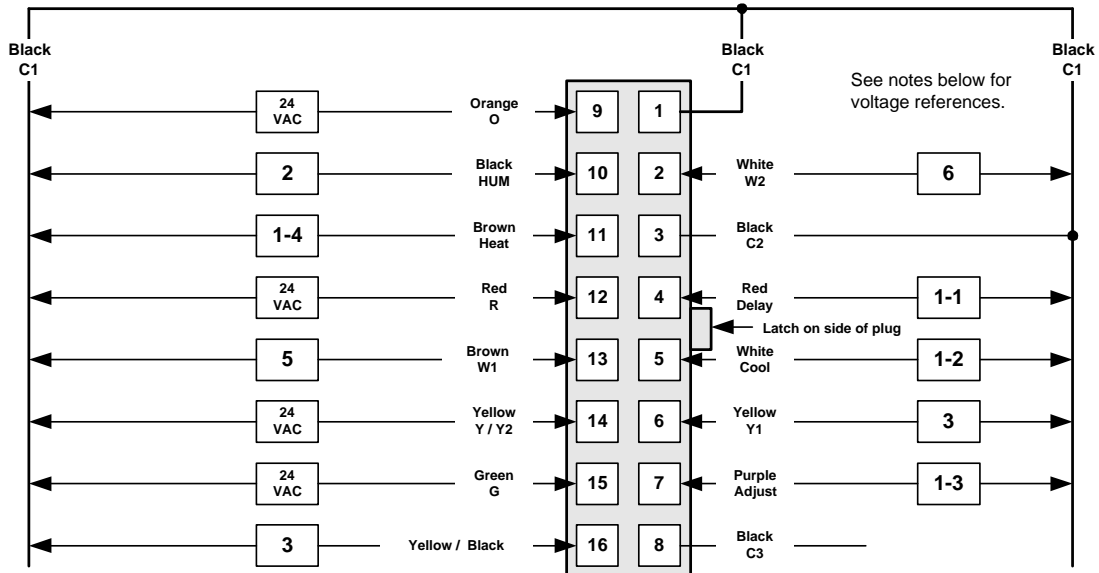 Black
C1
Black
C1
Black
C1
See notes below for
voltage references.
24
VAC
Orange
O
9
1
2
Black
HUM
10
2
White
W2
6
1-4
Brown
Heat
11
3
Black
C2
24
VAC
Red
R
12
4
Red
Delay
1-1
Latch on side of plug
5
Brown
W1
13
5
White
Cool
1-2
24
VAC
Yellow
Y / Y2
14
6
Yellow
Y1
3
24
VAC
Green
G
15
7
Purple
Adjust
1-3
3
Yellow / Black
16
8
Black
C3